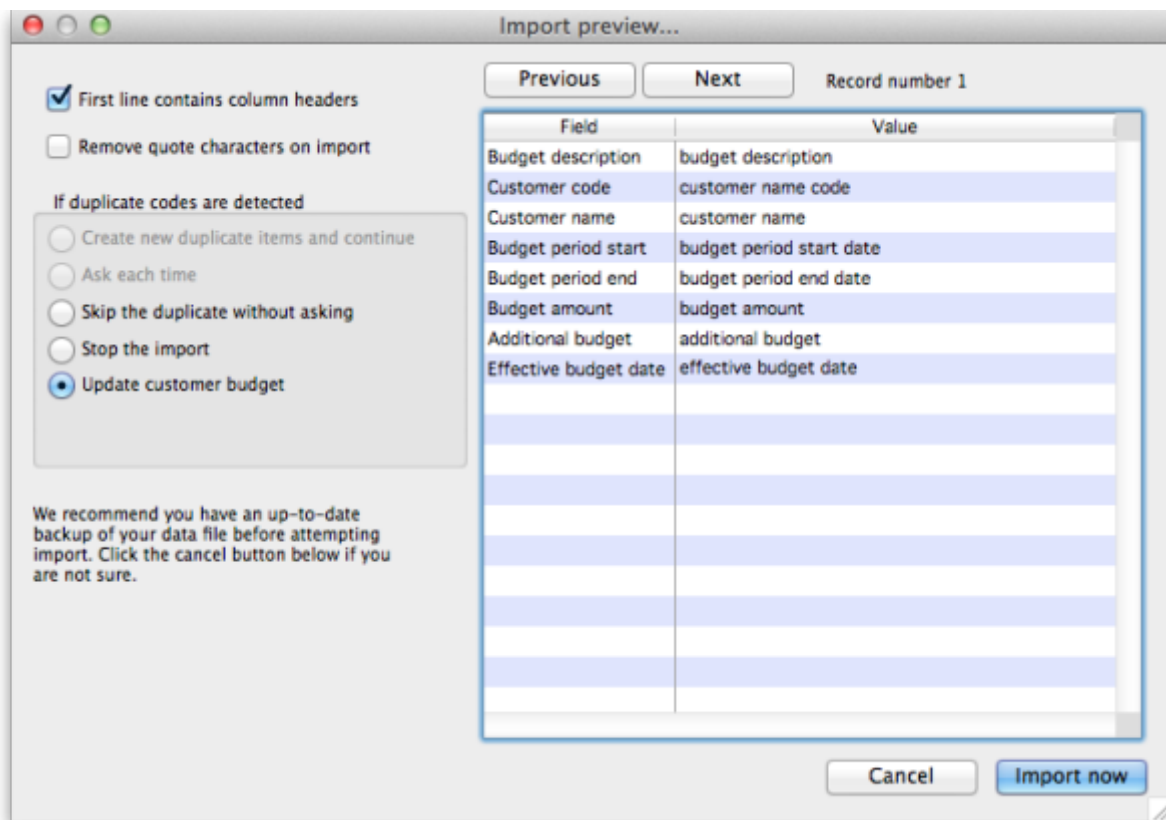 Import preview...
First line contains column headers
Remove quote characters on import
If duplicate codes are detected
Create new duplicate items and continue
Ask each time
Skip the duplicate without asking
Stop the import
Update customer budget
We recommend you have an up-to-date
backup of your data file before attempting
import. Click the cancel button below if you
are not sure.
Previous Next Record number 1
Field Value
Budget description budget description
Customer code customer name code
Customer name customer name
Budget period start budget period start date
Budget period end budget period end date
Budget amount budget amount
Additional budget additional budget
Effective budget date effective budget date
Cancel Import now